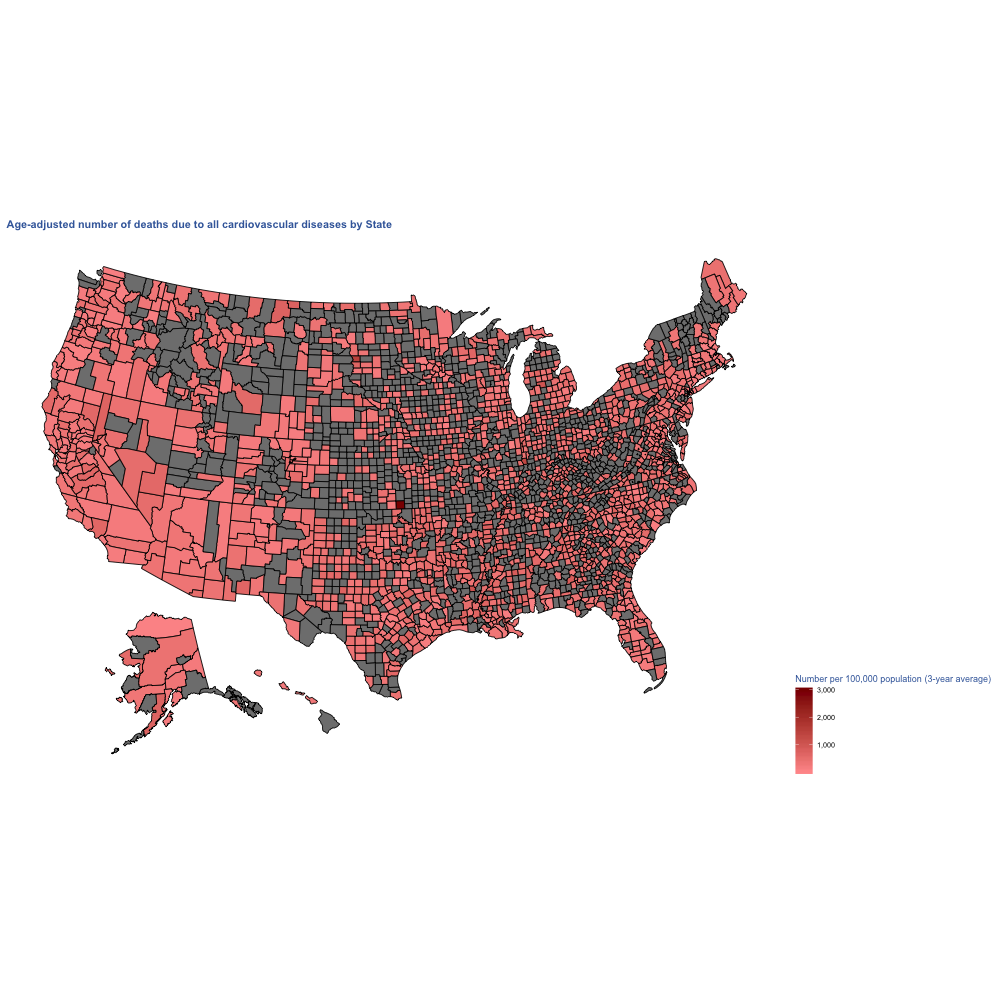 Age-adjusted number of deaths due to all cardiovascular diseases by State
Number per 100,000 population (3-year average)
3,000
2,000
1,000